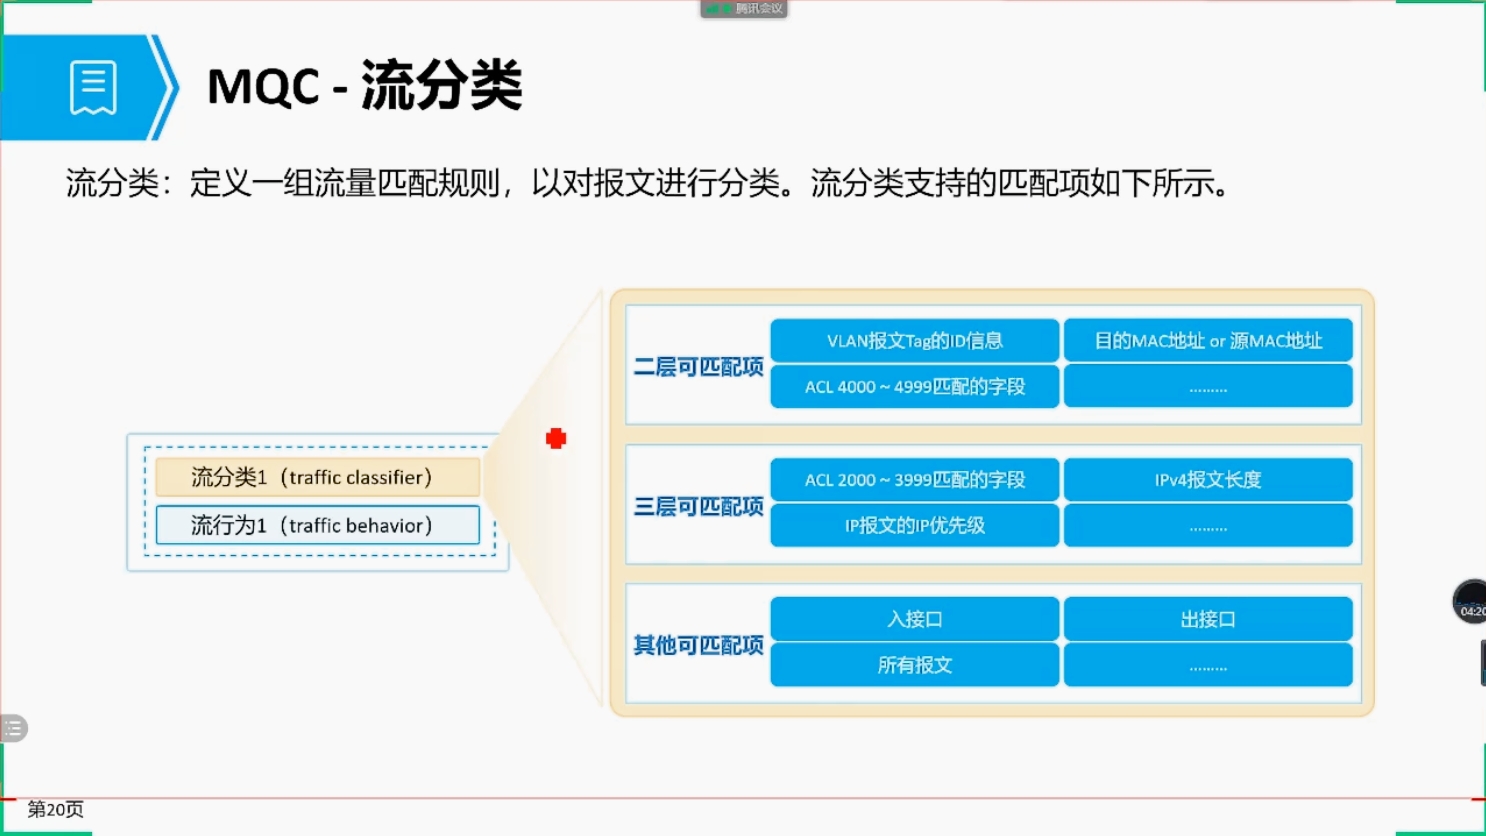 腾讯会议
MQC - 流分类
流分类：定义一组流量匹配规则，以对报文进行分类。流分类支持的匹配项如下所示。
流分类1（traffic classifier）
流行为1（traffic behavior）
二层可匹配项
VLAN报文Tag的ID信息
目的MAC地址 or 源MAC地址
ACL 4000 ~ 4999匹配的字段
.........
三层可匹配项
ACL 2000 ~ 3999匹配的字段
IPv4报文长度
IP报文的IP优先级
.........
其他可匹配项
入接口
出接口
所有报文
.........
04:20
第20页